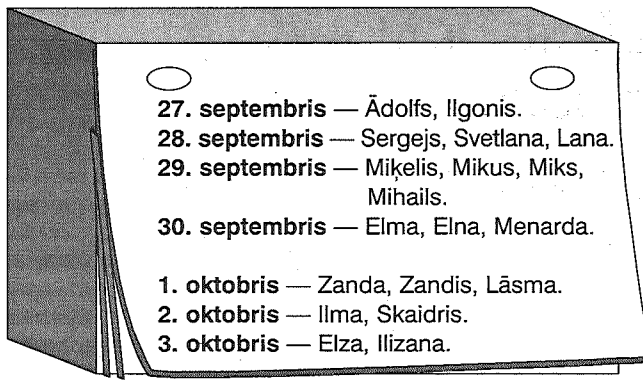 27. septembris — Ādolfs, Ilgonis.
28. septembris — Sergejs, Svetlana, Lana.
29. septembris — Miķelis, Mikus, Miks,
Mihails.
30. septembris — Elma, Elna, Menarda.
1. oktobris — Zanda, Zandis, Lāsma.
2. oktobris — Ilma, Skaidris.
3. oktobris — Elza, Ilizana.